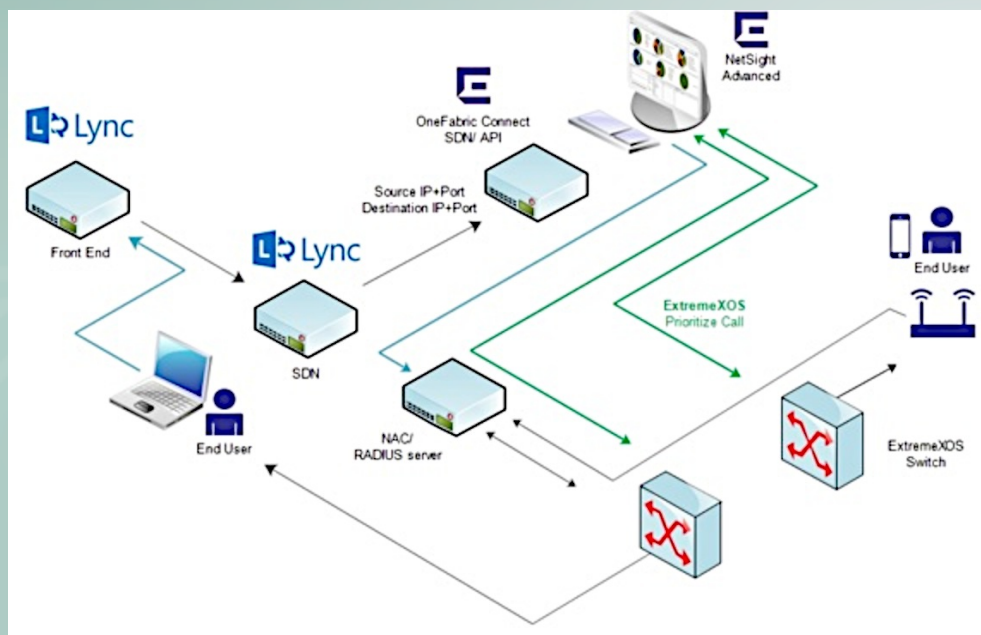 NetSight
Advanced
OneFabric Connect
SDN/ API
Lync
Source IP+Port
Destination IP+Port
Front End
Lync
End User
ExtremeXOS
Prioritize Call
SDN
NAC/
RADIUS server
End User
ExtremeXOS
Switch